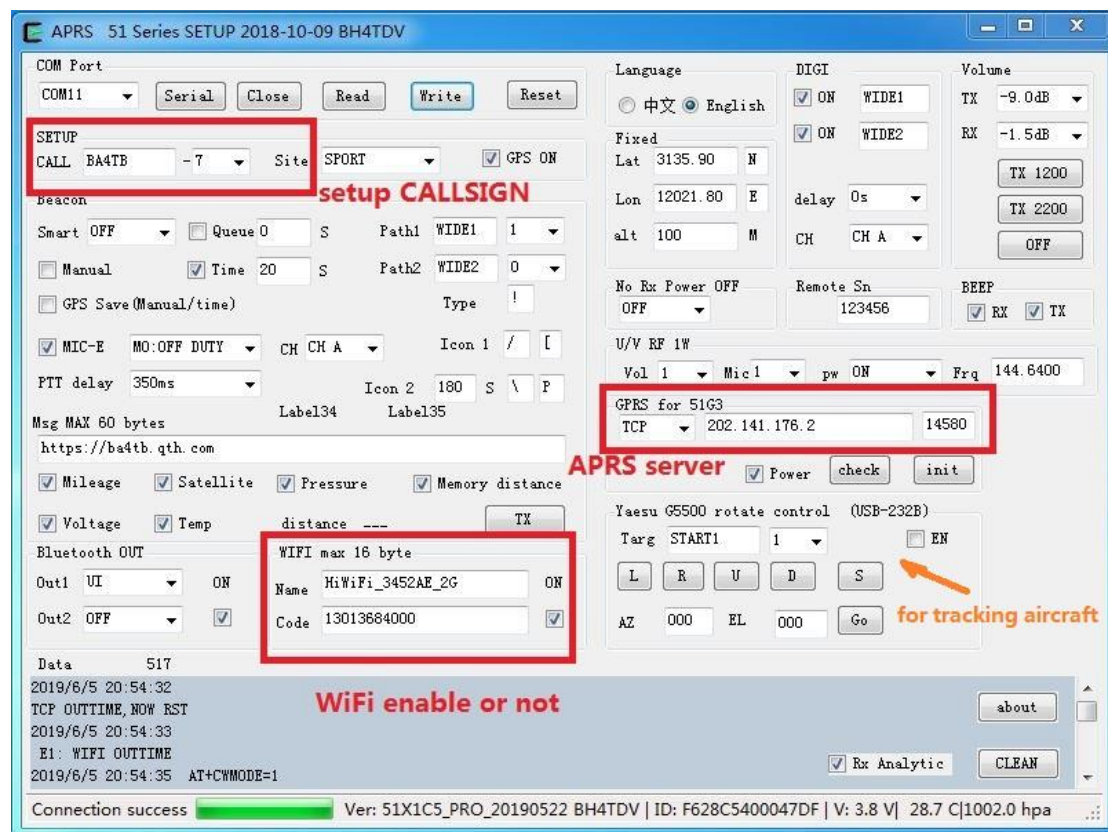 APRS 51 Series SETUP 2018-10-09 BH4TDV
COM Port
COM11 Serial Close Read Write Reset
SETUP
CALL BA4TB -7 Site SPORT GPS ON
setup CALLSIGN
Beacon
Smart OFF Queue 0 S Path1 WIDE1 1
Manual Time 20 S Path2 WIDE2 0
GPS Save(Manual/time) Type !
MIC-E M0:OFF DUTY CH CH A Icon 1 / [
PTT delay 350ms Icon 2 180 S \ P
Label34 Label35
Msg MAX 60 bytes
https://ba4tb.qth.com
Mileage Satellite Pressure Memory distance
Voltage Temp distance --- TX
Bluetooth OUT
Out1 UI ON
Out2 OFF
WIFI max 16 byte
Name HiWiFi_3452AE_2G ON
Code 13013684000
WiFi enable or not
Language
中文 English
Fixed
Lat 3135.90 N
Lon 12021.80 E
alt 100 M
DIGI
ON WIDE1
ON WIDE2
delay 0s
CH CH A
Volume
TX -9.0dB
RX -1.5dB
TX 1200
TX 2200
OFF
No Rx Power OFF
OFF
Remote Sn
123456
BEEP
RX TX
U/V RF 1W
Vol 1 Mic 1 pw ON Frq 144.6400
GPRS for 51G3
TCP 202.141.176.2 14580
APRS server
Power check init
Yaesu G5500 rotate control (USB-232B)
Targ START1 1 EN
L R U D S
AZ 000 EL 000 Go
for tracking aircraft
Data 517
2019/6/5 20:54:32
TCP OUTTIME,NOW RST
2019/6/5 20:54:33
E1: WIFI OUTTIME
2019/6/5 20:54:35 AT+CWMODE=1
about
Rx Analytic CLEAN
Connection success Ver: 51X1C5_PRO_20190522 BH4TDV | ID: F628C5400047DF | V: 3.8 V| 28.7 C|1002.0 hpa